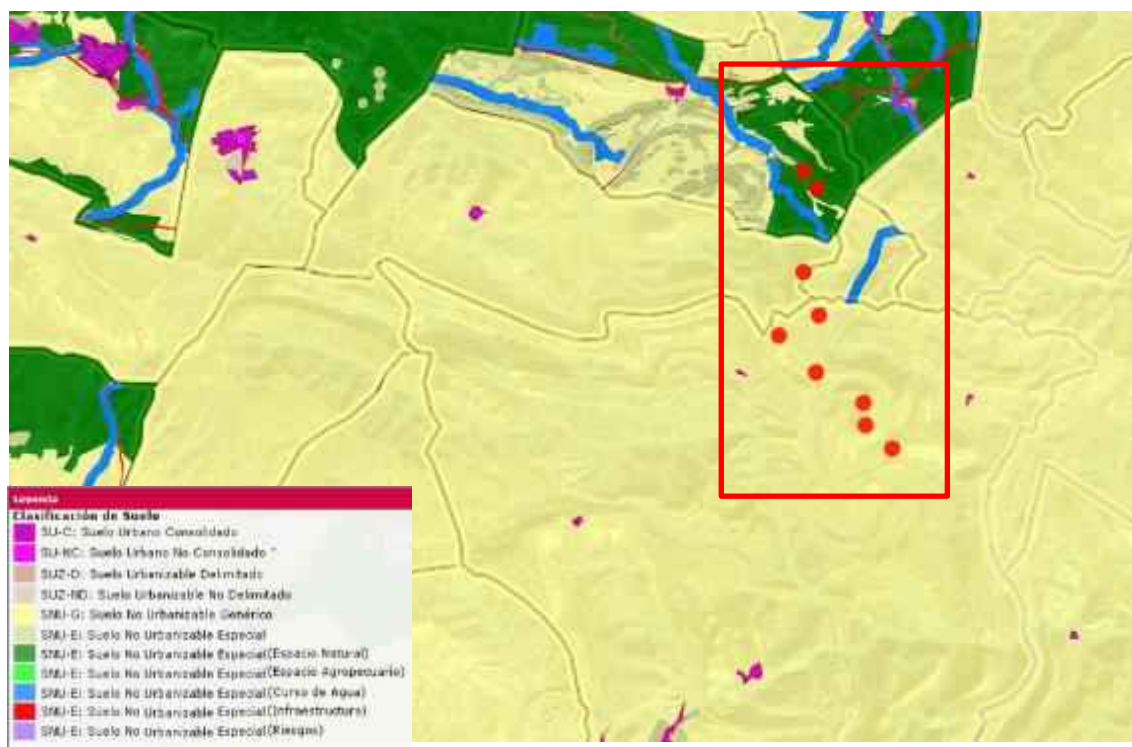 Leyenda
Clasificación de Suelo
SU-C: Suelo Urbano Consolidado
SU-NC: Suelo Urbano No Consolidado *
SUZ-D: Suelo Urbanizable Delimitado
SUZ-ND: Suelo Urbanizable No Delimitado
SNU-G: Suelo No Urbanizable Genérico
SNU-E: Suelo No Urbanizable Especial
SNU-E: Suelo No Urbanizable Especial(Espacio Natural)
SNU-E: Suelo No Urbanizable Especial(Espacio Agropecuario)
SNU-E: Suelo No Urbanizable Especial(Curso de Agua)
SNU-E: Suelo No Urbanizable Especial(Infraestructura)
SNU-E: Suelo No Urbanizable Especial(Riesgos)